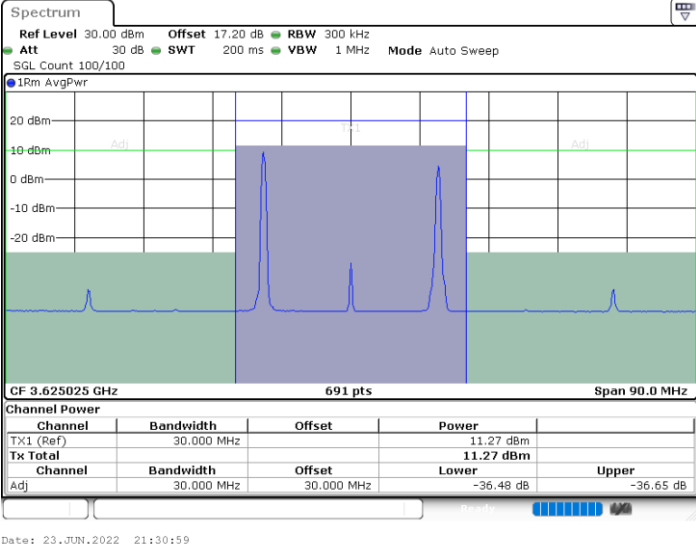 Spectrum
Ref Level 30.00 dBm Offset 17.20 dB RBW 300 kHz
Att 30 dB SWT 200 ms VBW 1 MHz Mode Auto Sweep
SGL Count 100/100
1Rm AvgPwr
20 dBm
TX1
Adj
10 dBm
Adj
0 dBm
-10 dBm
-20 dBm
CF 3.625025 GHz 691 pts Span 90.0 MHz
Channel Power
Channel Bandwidth Offset Power
TX1 (Ref) 30.000 MHz 11.27 dBm
Tx Total 11.27 dBm
Channel Bandwidth Offset Lower Upper
Adj 30.000 MHz 30.000 MHz -36.48 dB -36.65 dB
Ready
Date: 23.JUN.2022 21:30:59